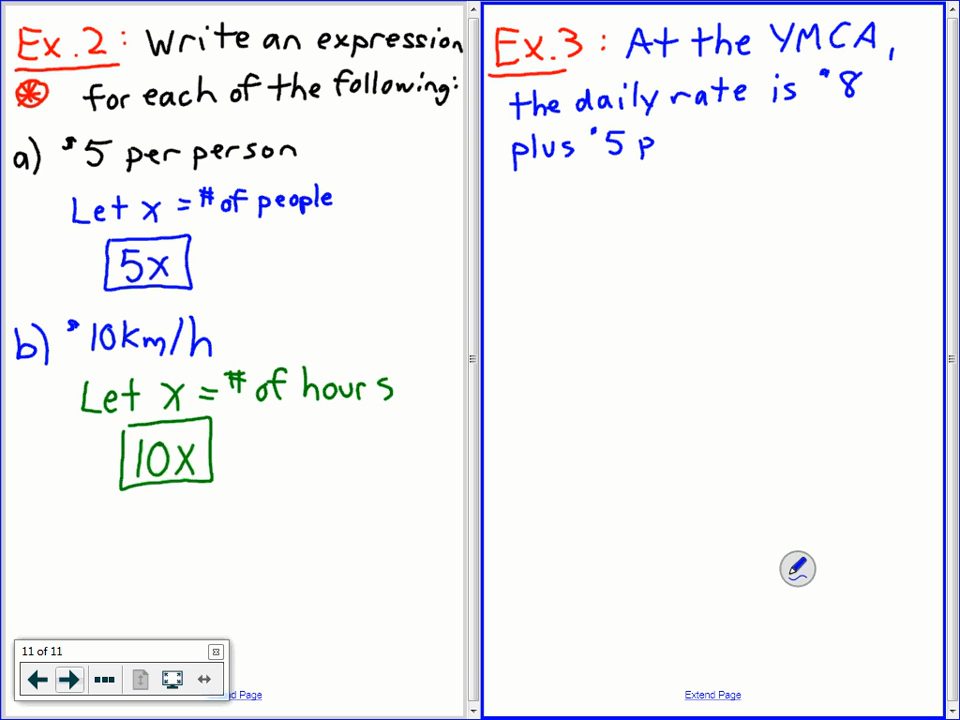 Ex.2: Write an expression
for each of the following:
a) $5 per person
Let x = # of people
5x
b) $10km/h
Let x = # of hours
10x
Ex.3: At the YMCA,
the daily rate is $8
plus $5 p
11 of 11
Extend Page
Extend Page